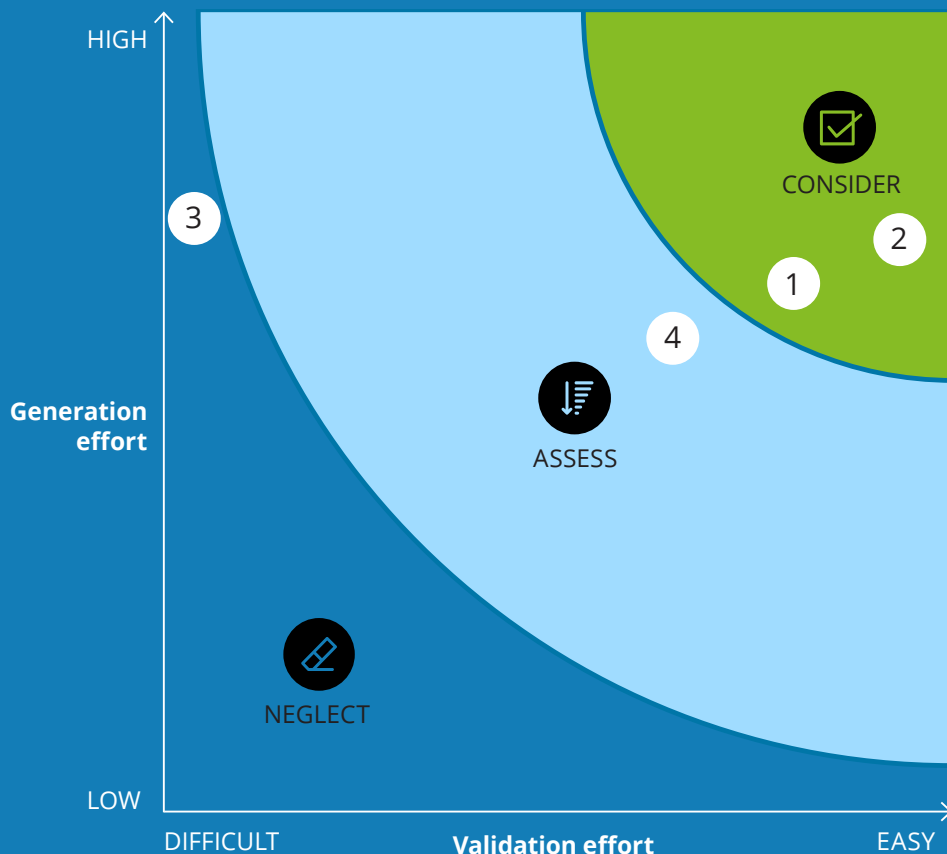 HIGH
CONSIDER
3
2
1
4
Generation
effort
ASSESS
NEGLECT
LOW
DIFFICULT
Validation effort
EASY